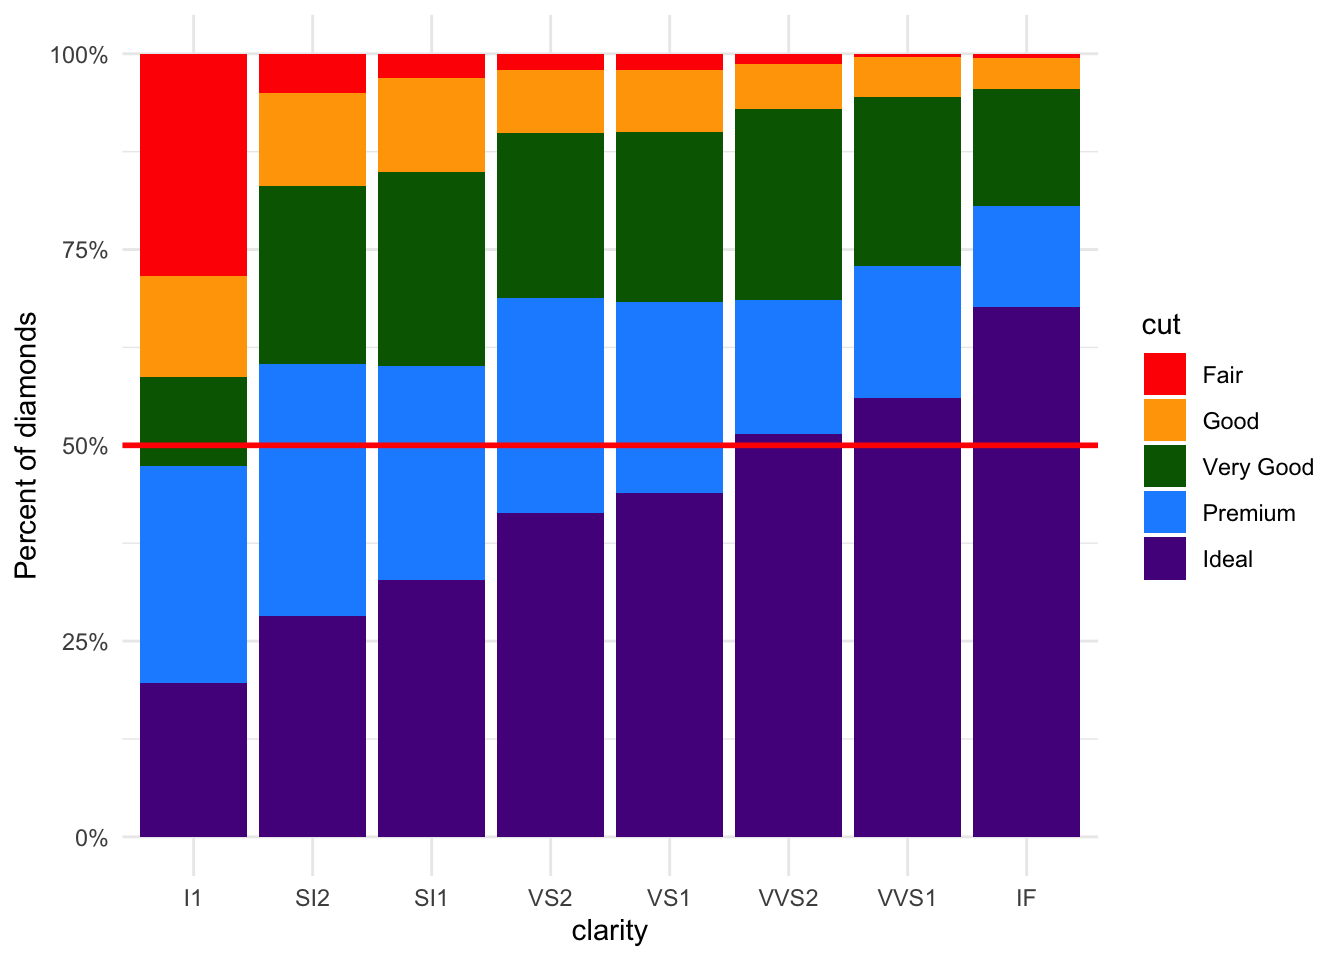 100%
75%
50%
25%
0%
Percent of diamonds
I1
SI2
SI1
VS2
VS1
VVS2
VVS1
IF
clarity
cut
Fair
Good
Very Good
Premium
Ideal